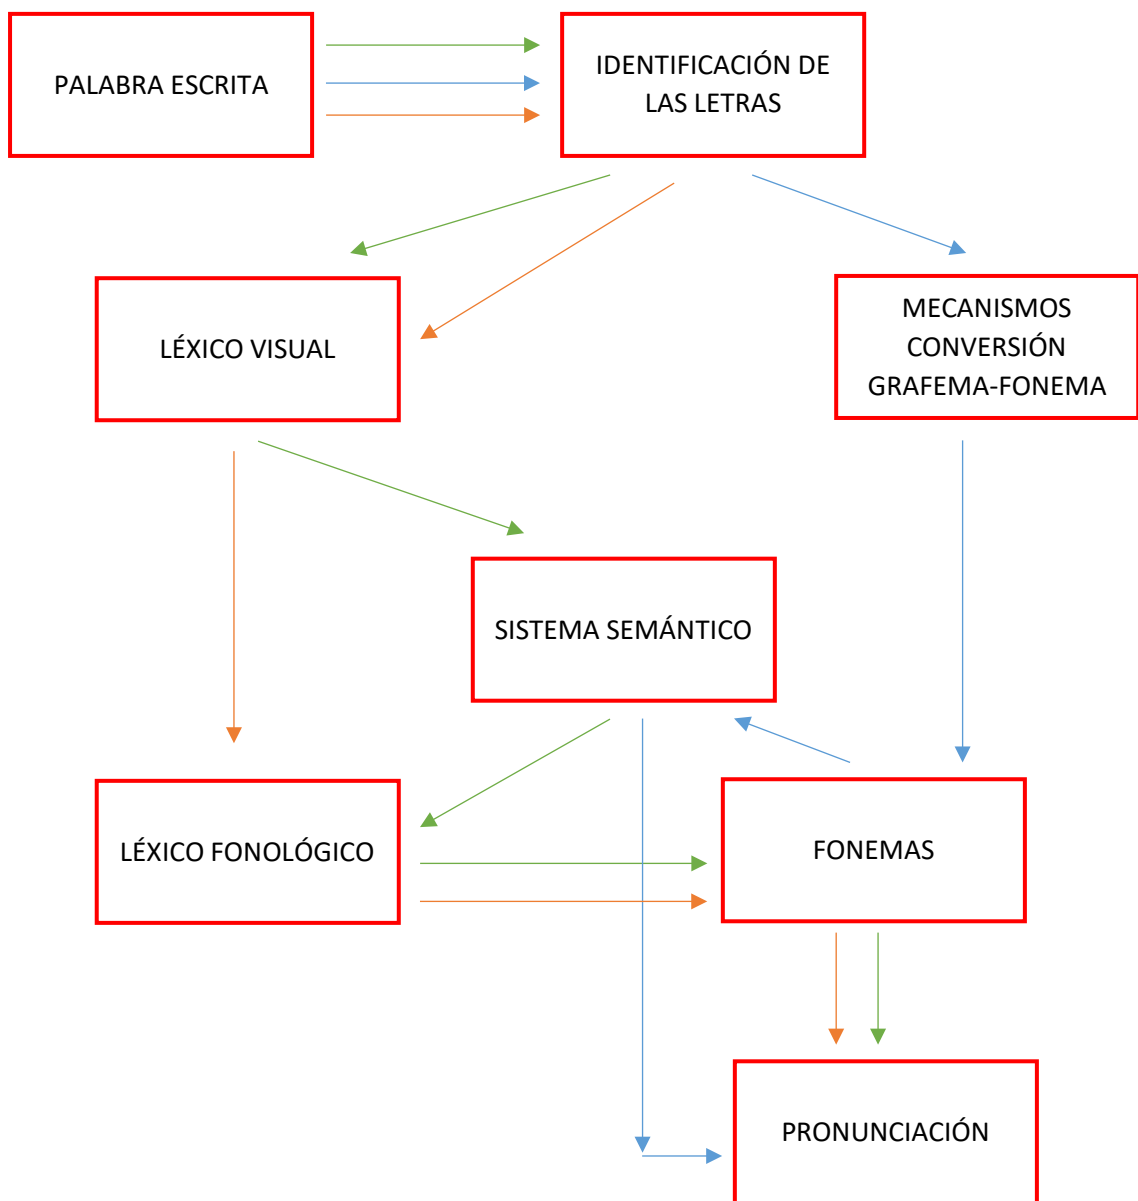 PALABRA ESCRITA
IDENTIFICACIÓN DE
LAS LETRAS
LÉXICO VISUAL
MECANISMOS
CONVERSIÓN
GRAFEMA-FONEMA
SISTEMA SEMÁNTICO
LÉXICO FONOLÓGICO
FONEMAS
PRONUNCIACIÓN